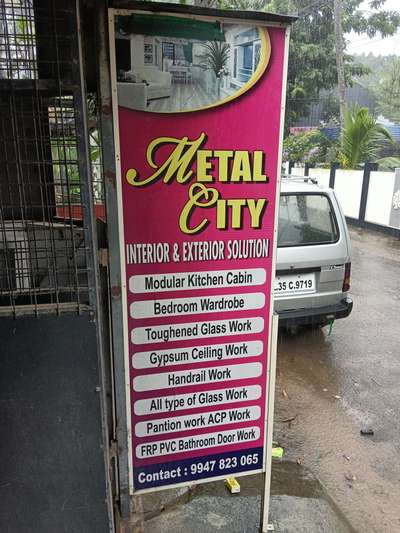 METAL
CITY
INTERIOR & EXTERIOR SOLUTION
Modular Kitchen Cabin
Bedroom Wardrobe
Toughened Glass Work
Gypsum Ceiling Work
Handrail Work
All type of Glass Work
Pantion work ACP Work
FRP PVC Bathroom Door Work
Contact : 9947 823 065
35 C.9719